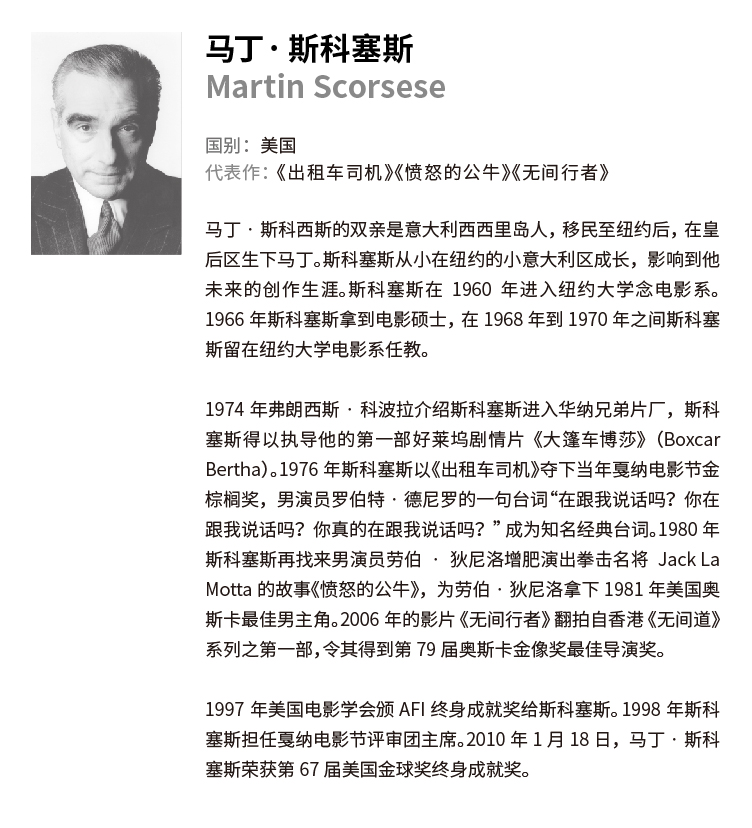 马丁·斯科塞斯
Martin Scorsese
国别：美国
代表作：《出租车司机》《愤怒的公牛》《无间行者》
马丁·斯科西斯的双亲是意大利西西里岛人，移民至纽约后，在皇
后区生下马丁。斯科塞斯从小在纽约的小意大利区成长，影响到他
未来的创作生涯。斯科塞斯在 1960 年进入纽约大学念电影系。
1966 年斯科塞斯拿到电影硕士，在 1968 年到 1970 年之间斯科塞
斯留在纽约大学电影系任教。
1974 年弗朗西斯·科波拉介绍斯科塞斯进入华纳兄弟片厂，斯科
塞斯得以执导他的第一部好莱坞剧情片《大篷车博莎》（Boxcar
Bertha）。1976 年斯科塞斯以《出租车司机》夺下当年戛纳电影节金
棕榈奖，男演员罗伯特·德尼罗的一句台词“在跟我说话吗？你在
跟我说话吗？你真的在跟我说话吗？”成为知名经典台词。1980 年
斯科塞斯再找来男演员劳伯 · 狄尼洛增肥演出拳击名将 Jack La
Motta 的故事《愤怒的公牛》，为劳伯·狄尼洛拿下 1981 年美国奥
斯卡最佳男主角。2006 年的影片《无间行者》翻拍自香港《无间道》
系列之第一部，令其得到第 79 届奥斯卡金像奖最佳导演奖。
1997 年美国电影学会颁 AFI 终身成就奖给斯科塞斯。1998 年斯科
塞斯担任戛纳电影节评审团主席。2010 年 1 月 18 日，马丁·斯科
塞斯荣获第 67 届美国金球奖终身成就奖。